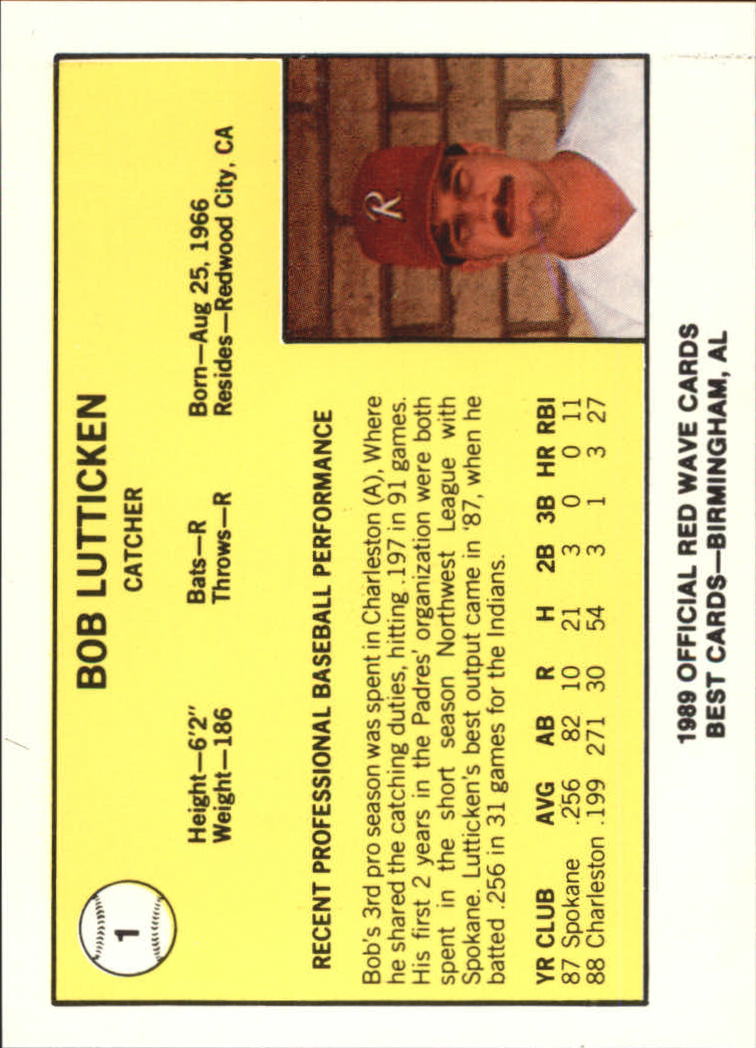 1
BOB LUTTICKEN
CATCHER
Height—6'2" Bats—R Born—Aug 25, 1966
Weight—186 Throws—R Resides—Redwood City, CA
R
RECENT PROFESSIONAL BASEBALL PERFORMANCE
Bob's 3rd pro season was spent in Charleston (A), Where
he shared the catching duties, hitting .197 in 91 games.
His first 2 years in the Padres' organization were both
spent in the short season Northwest League with
Spokane. Lutticken's best output came in '87, when he
batted .256 in 31 games for the Indians.
YR CLUB AVG AB R H 2B 3B HR RBI
87 Spokane .256 82 10 21 3 0 0 11
88 Charleston .199 271 30 54 3 1 3 27
1989 OFFICIAL RED WAVE CARDS
BEST CARDS—BIRMINGHAM, AL